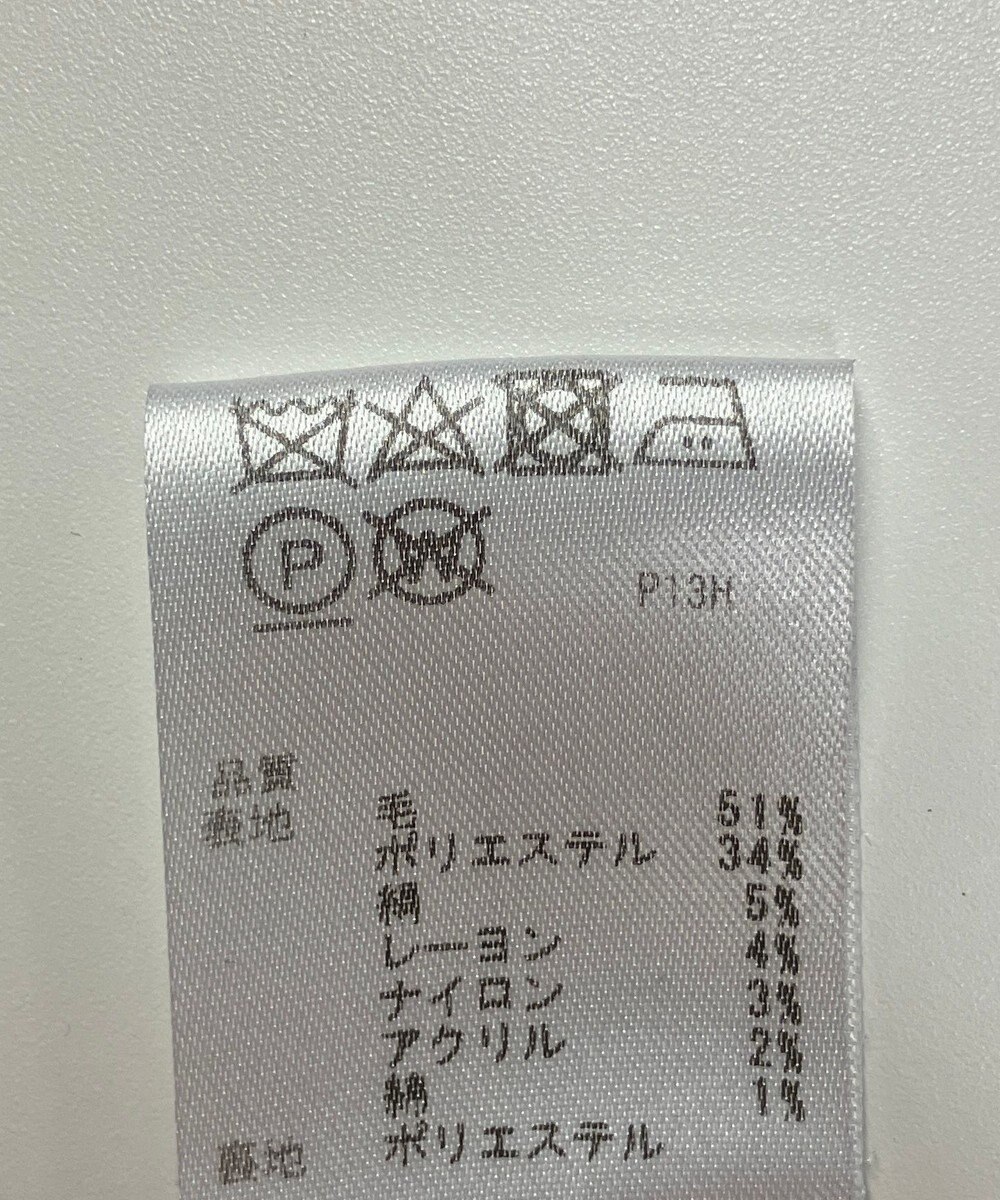 P W P13H
品質
表地 毛 51%
ポリエステル 34%
絹 5%
レーヨン 4%
ナイロン 3%
アクリル 2%
綿 1%
裏地 ポリエステル